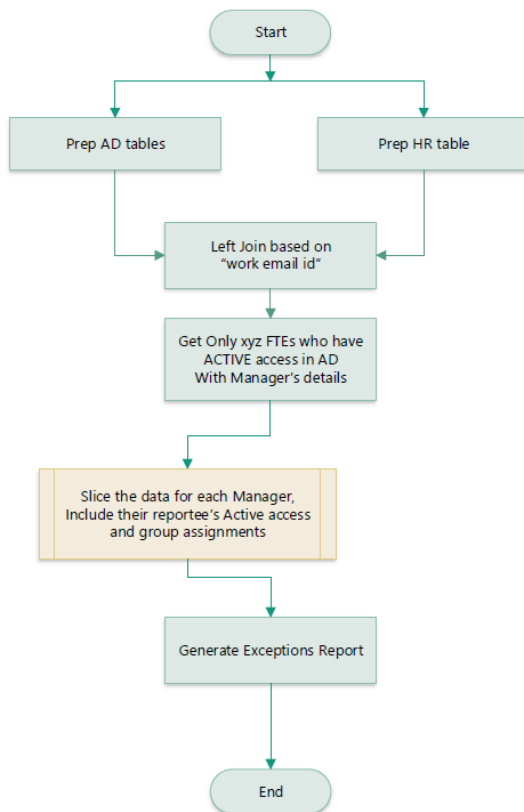 Start
Prep AD tables
Prep HR table
Left Join based on
“work email id”
Get Only xyz FTEs who have
ACTIVE access in AD
With Manager’s details
Slice the data for each Manager,
Include their reportee’s Active access
and group assignments
Generate Exceptions Report
End